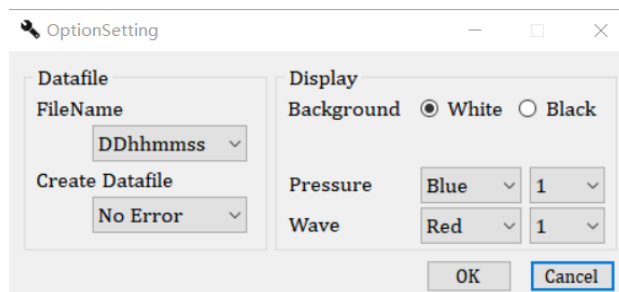 OptionSetting
Datafile
FileName
DDhhmmss
Create Datafile
No Error
Display
Background White Black
Pressure Blue 1
Wave Red 1
OK Cancel